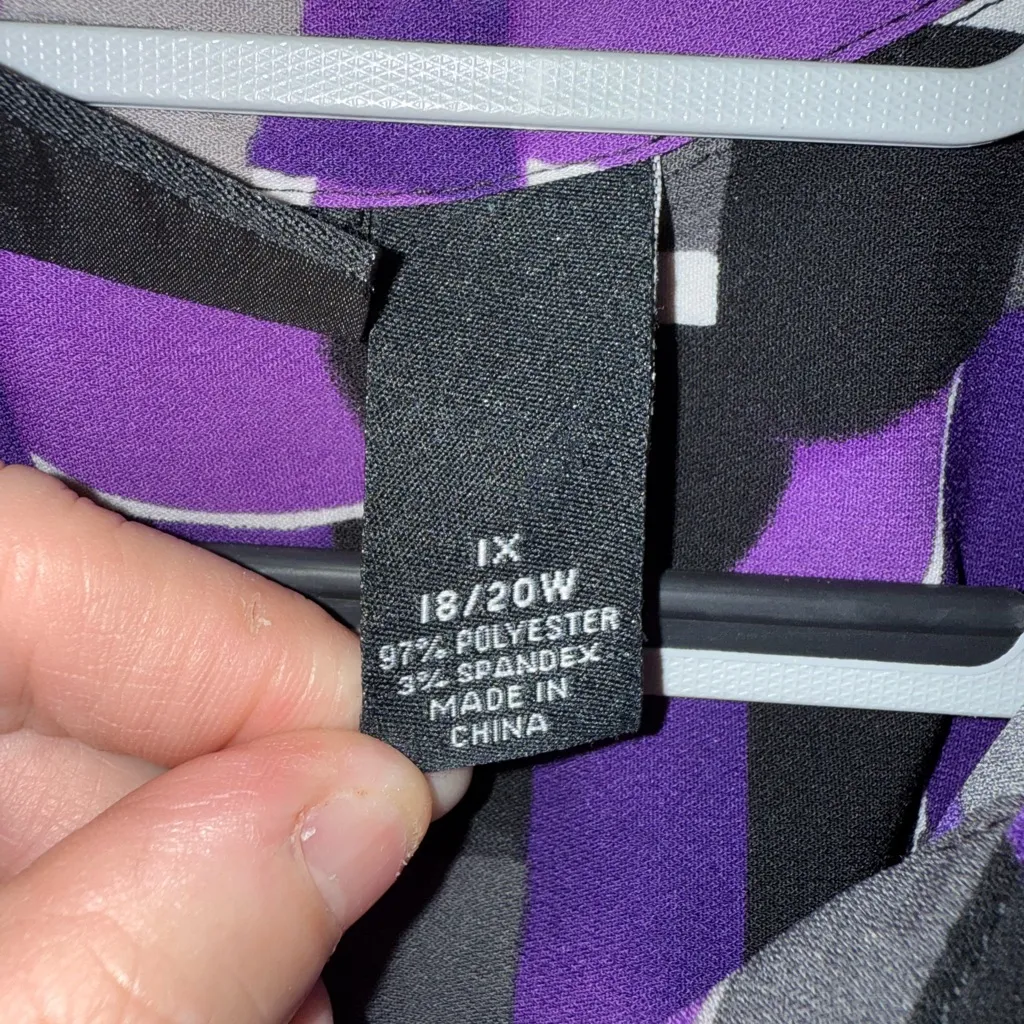 1X
18/20W
97% POLYESTER
3% SPANDEX
MADE IN
CHINA